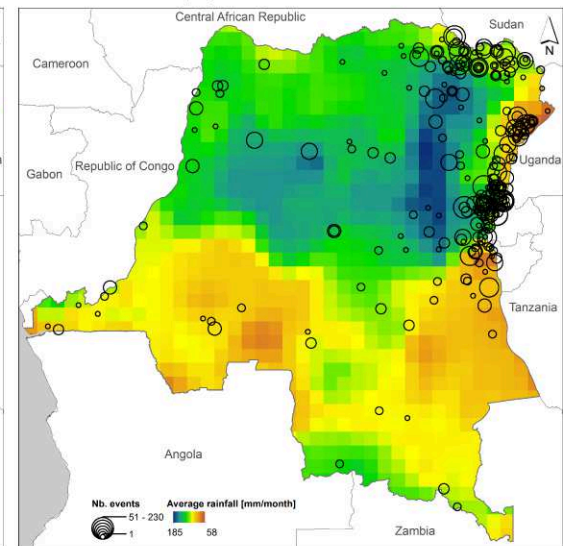 Central African Republic
Sudan
N
Cameroon
Gabon
Republic of Congo
Uganda
Tanzania
Angola
Nb. events
51 - 230
1
Average rainfall [mm/month]
185
58
Zambia